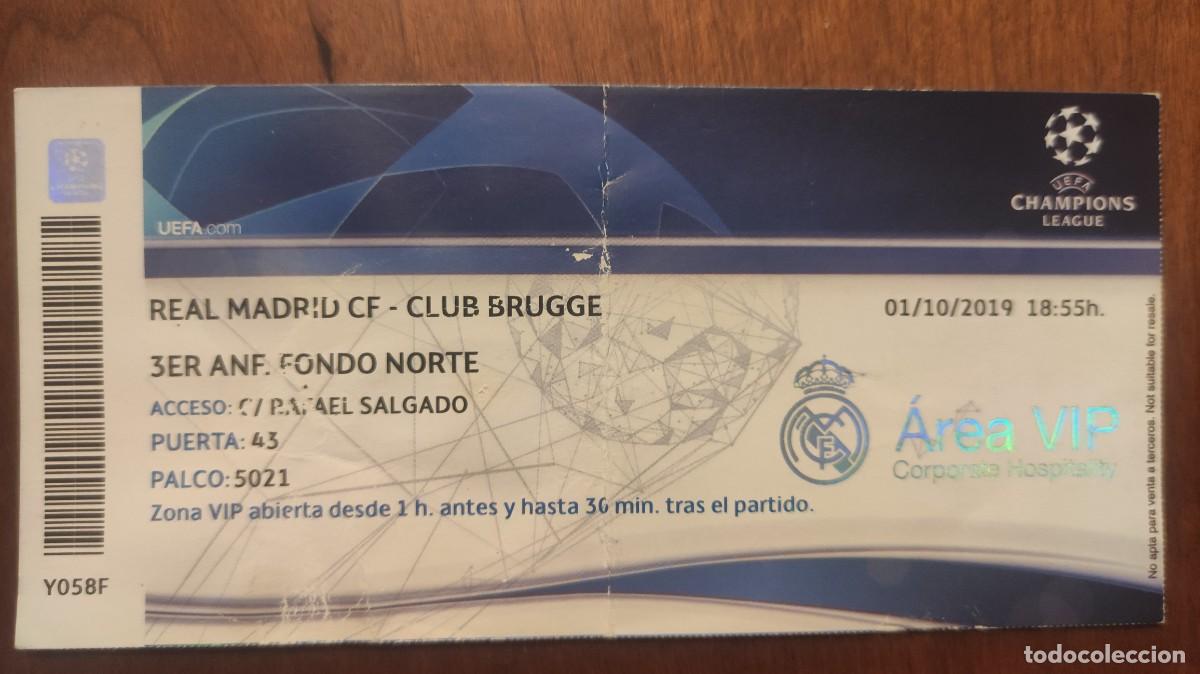 UEFA.com
UEFA
CHAMPIONS
LEAGUE
REAL MADRID CF - CLUB BRUGGE
01/10/2019 18:55h.
3ER ANF. FONDO NORTE
ACCESO: C/ RAFAEL SALGADO
PUERTA: 43
PALCO: 5021
Zona VIP abierta desde 1 h. antes y hasta 30 min. tras el partido.
Área VIP
Corporate Hospitality
No apta para venta a terceros. Not suitable for resale.
Y058F
todocoleccion